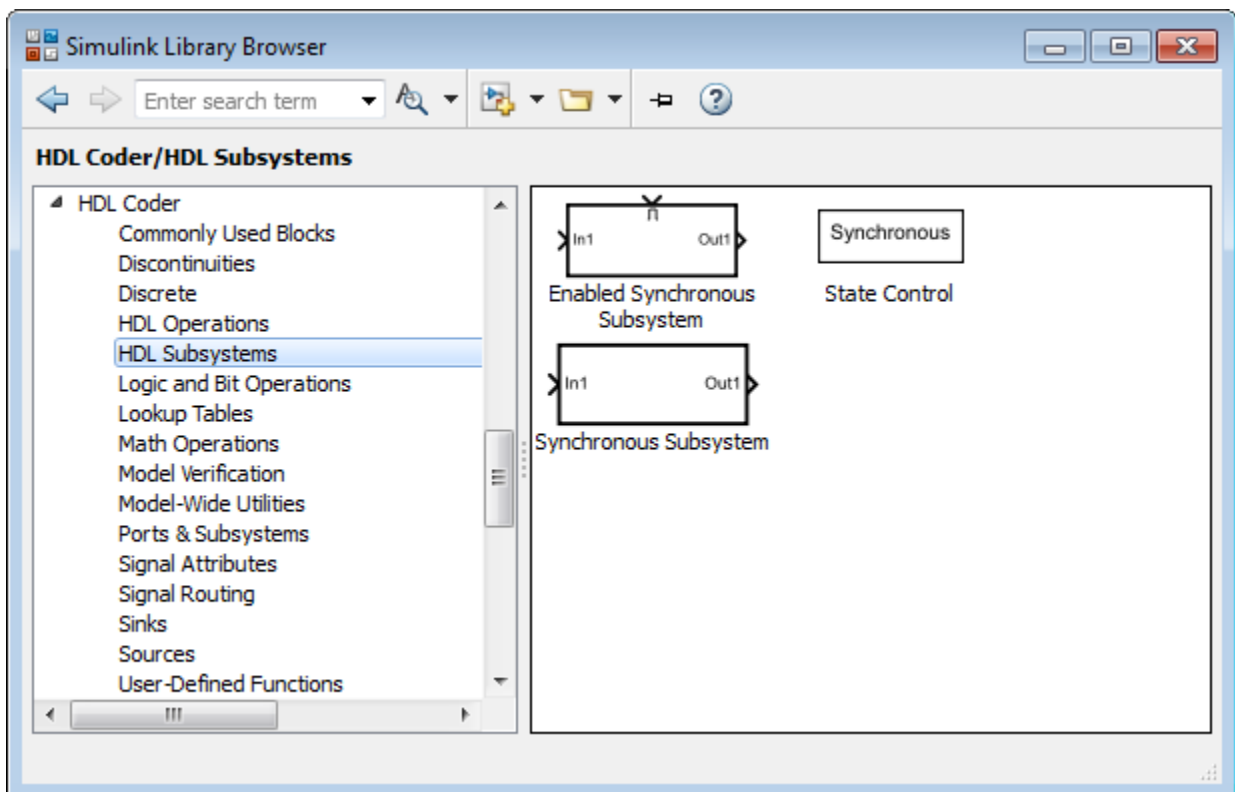 Simulink Library Browser
Enter search term
HDL Coder/HDL Subsystems
HDL Coder
Commonly Used Blocks
Discontinuities
Discrete
HDL Operations
HDL Subsystems
Logic and Bit Operations
Lookup Tables
Math Operations
Model Verification
Model-Wide Utilities
Ports & Subsystems
Signal Attributes
Signal Routing
Sinks
Sources
User-Defined Functions
In1 Out1
Enabled Synchronous
Subsystem
Synchronous
State Control
In1 Out1
Synchronous Subsystem